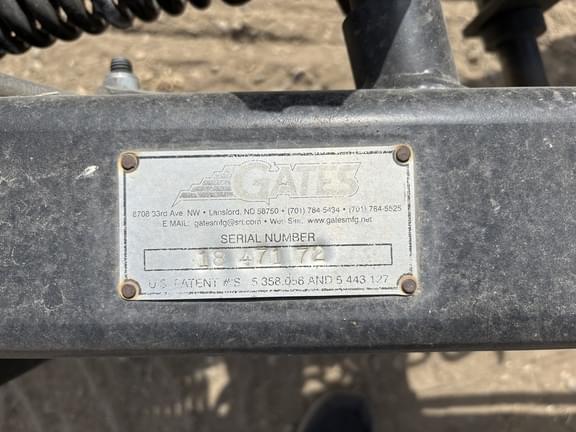 GATES
8708 33rd Ave. NW • Lansford, ND 58750 • (701) 784-5434 • (701) 784-5525
E MAIL: gatesmfg@srt.com • Web Site: www.gatesmfg.net
SERIAL NUMBER
18 471 72
U.S. PATENT #'S 5 358 056 AND 5 443 127